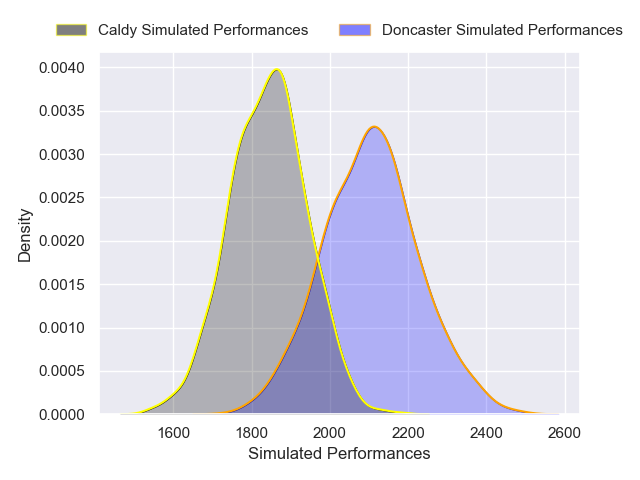 Caldy Simulated Performances Doncaster Simulated Performances
0.0040
0.0035
0.0030
0.0025
0.0020
0.0015
0.0010
0.0005
0.0000
Density
1600 1800 2000 2200 2400 2600
Simulated Performances